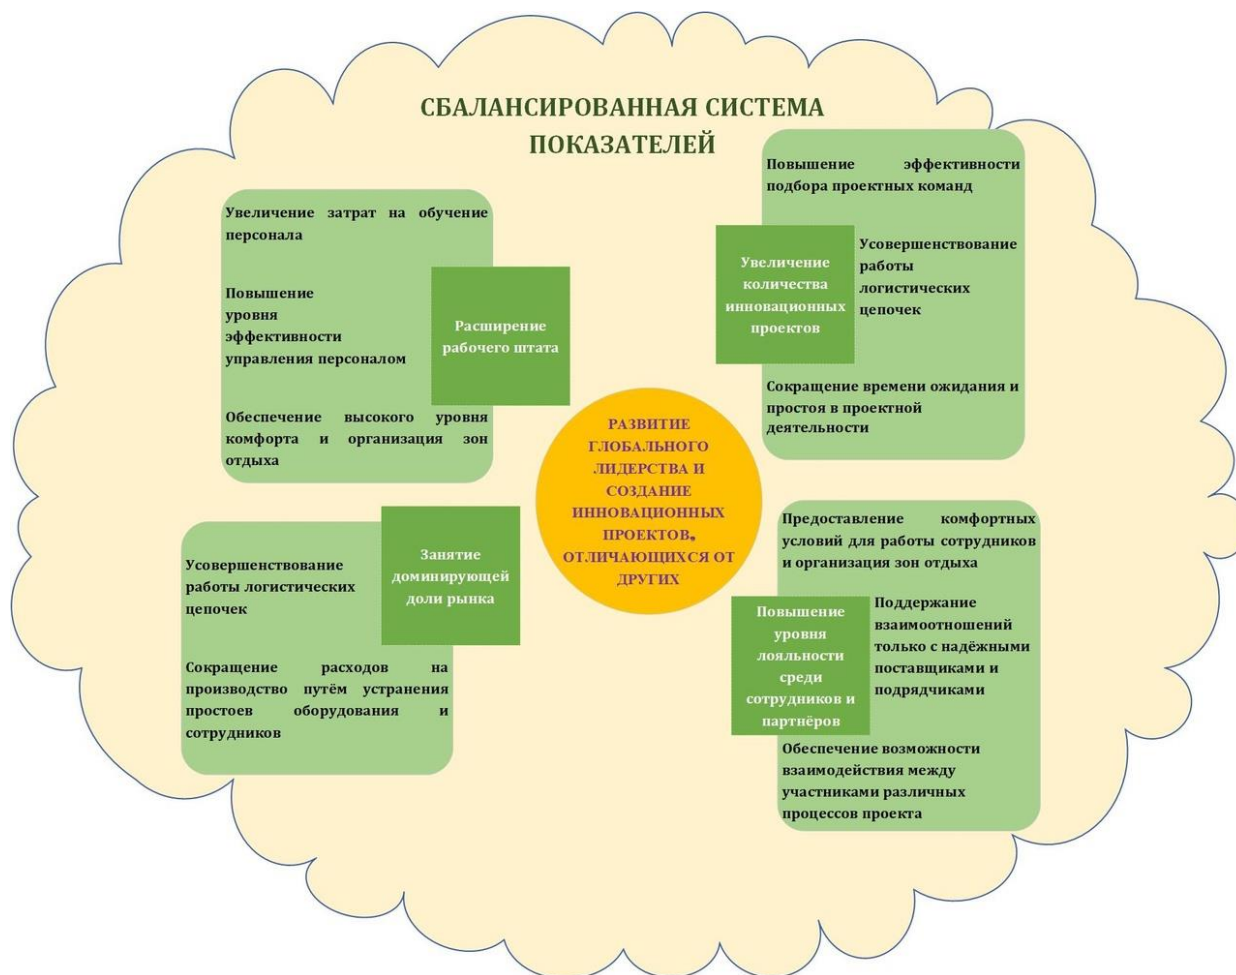 СБАЛАНСИРОВАННАЯ СИСТЕМА
ПОКАЗАТЕЛЕЙ
Увеличение затрат на обучение
персонала
Повышение
уровня
эффективности
управления персоналом
Обеспечение высокого уровня
комфорта и организация зон
отдыха
Расширение
рабочего штата
Повышение эффективности
подбора проектных команд
Усовершенствование
работы
логистических
цепочек
Сокращение времени ожидания и
простоя в проектной
деятельности
Увеличение
количества
инновационных
проектов
РАЗВИТИЕ
ГЛОБАЛЬНОГО
ЛИДЕРСТВА И
СОЗДАНИЕ
ИННОВАЦИОННЫХ
ПРОЕКТОВ,
ОТЛИЧАЮЩИХСЯ ОТ
ДРУГИХ
Усовершенствование
работы логистических
цепочек
Сокращение расходов на
производство путём устранения
простоев оборудования и
сотрудников
Занятие
доминирующей
доли рынка
Предоставление комфортных
условий для работы сотрудников
и организация зон отдыха
Поддержание
взаимоотношений
только с надёжными
поставщиками и
подрядчиками
Обеспечение возможности
взаимодействия между
участниками различных
процессов проекта
Повышение
уровня
лояльности
среди
сотрудников и
партнёров